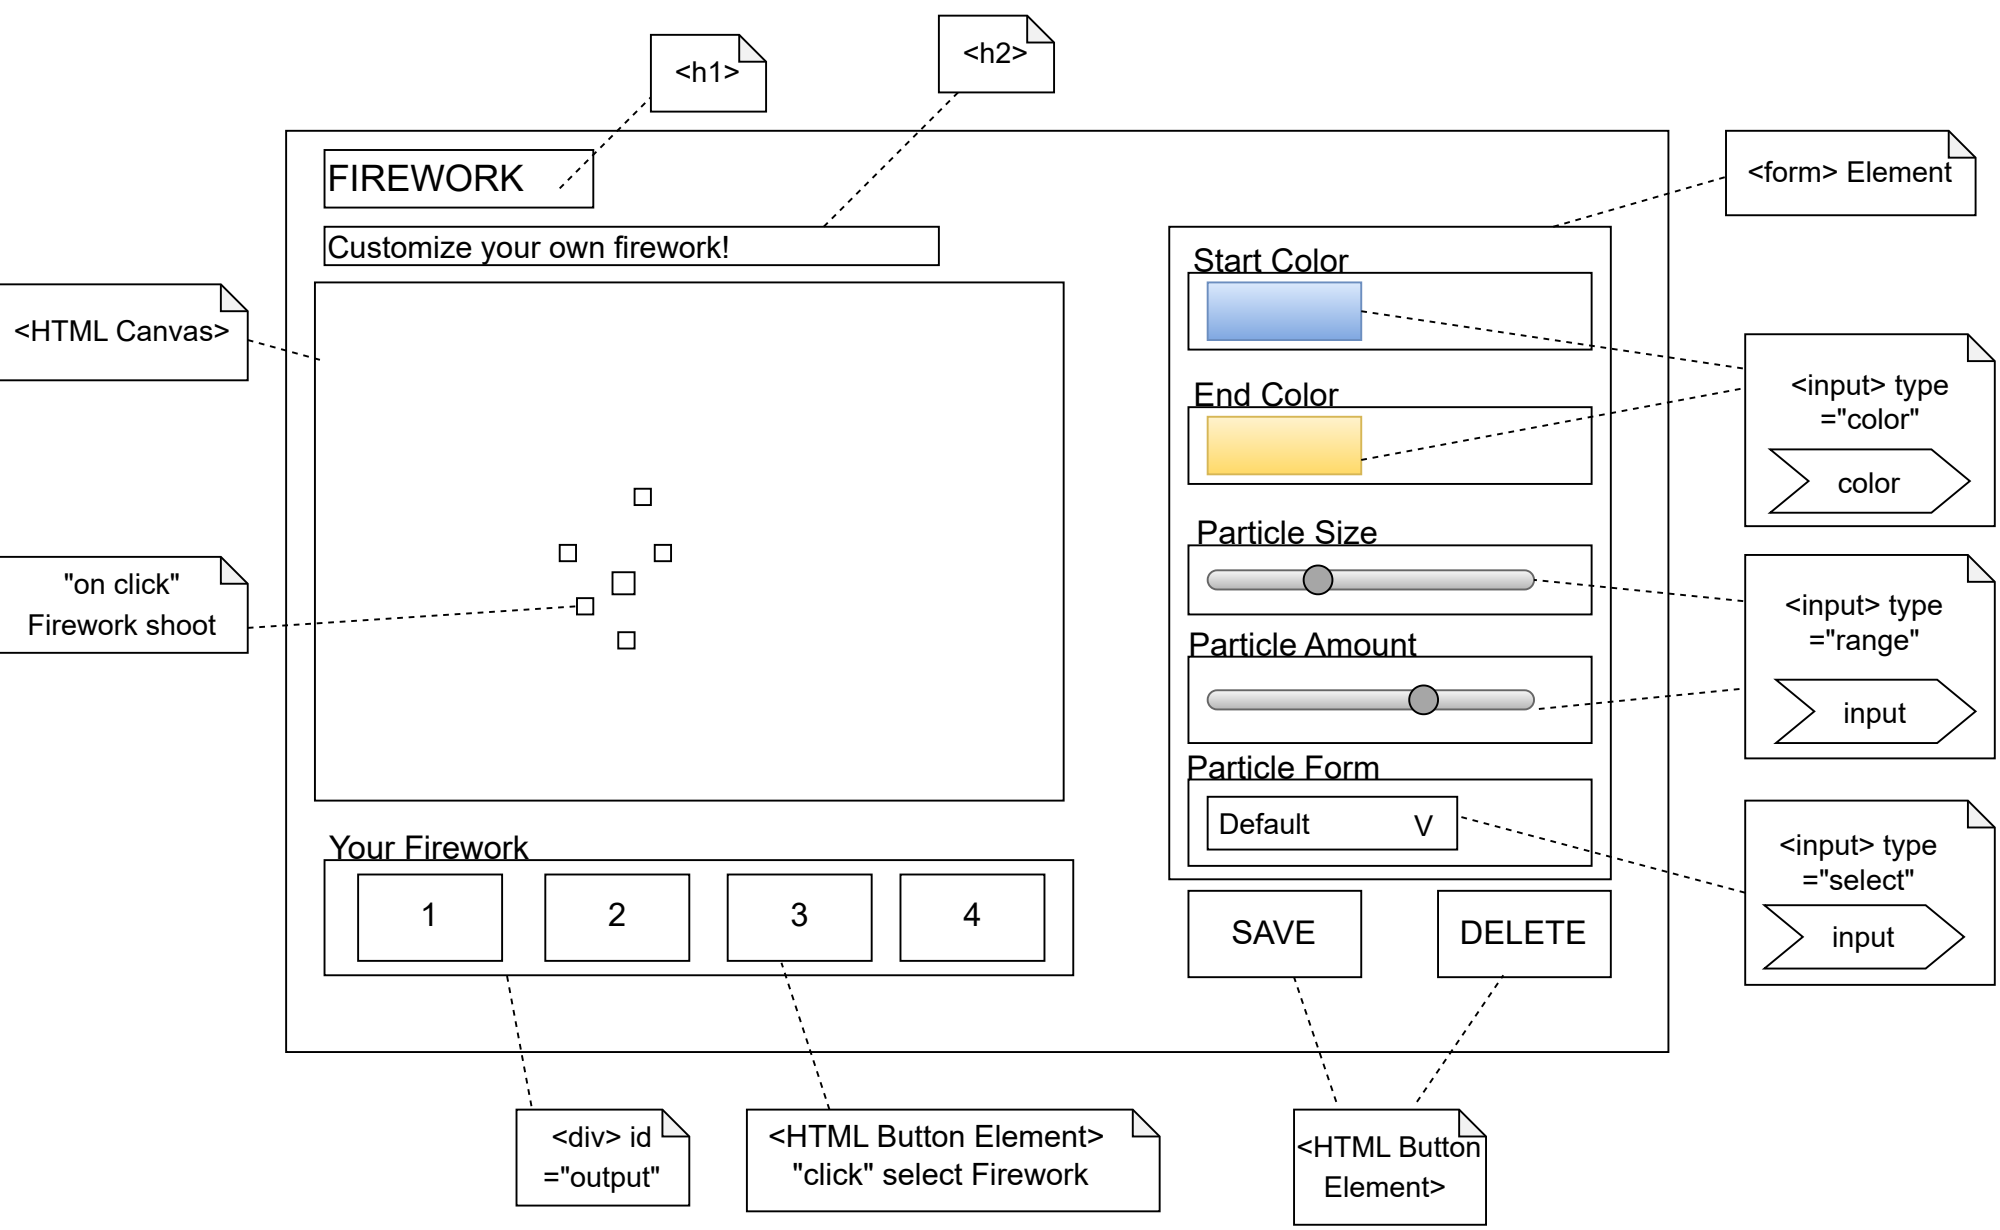 <h1>
<h2>
FIREWORK
Customize your own firework!
<form> Element
<HTML Canvas>
"on click"
Firework shoot
Start Color
End Color
Particle Size
Particle Amount
Particle Form
Default V
<input> type
="color"
color
<input> type
="range"
input
<input> type
="select"
input
Your Firework
1 2 3 4
SAVE DELETE
<div> id
="output"
<HTML Button Element>
"click" select Firework
<HTML Button
Element>